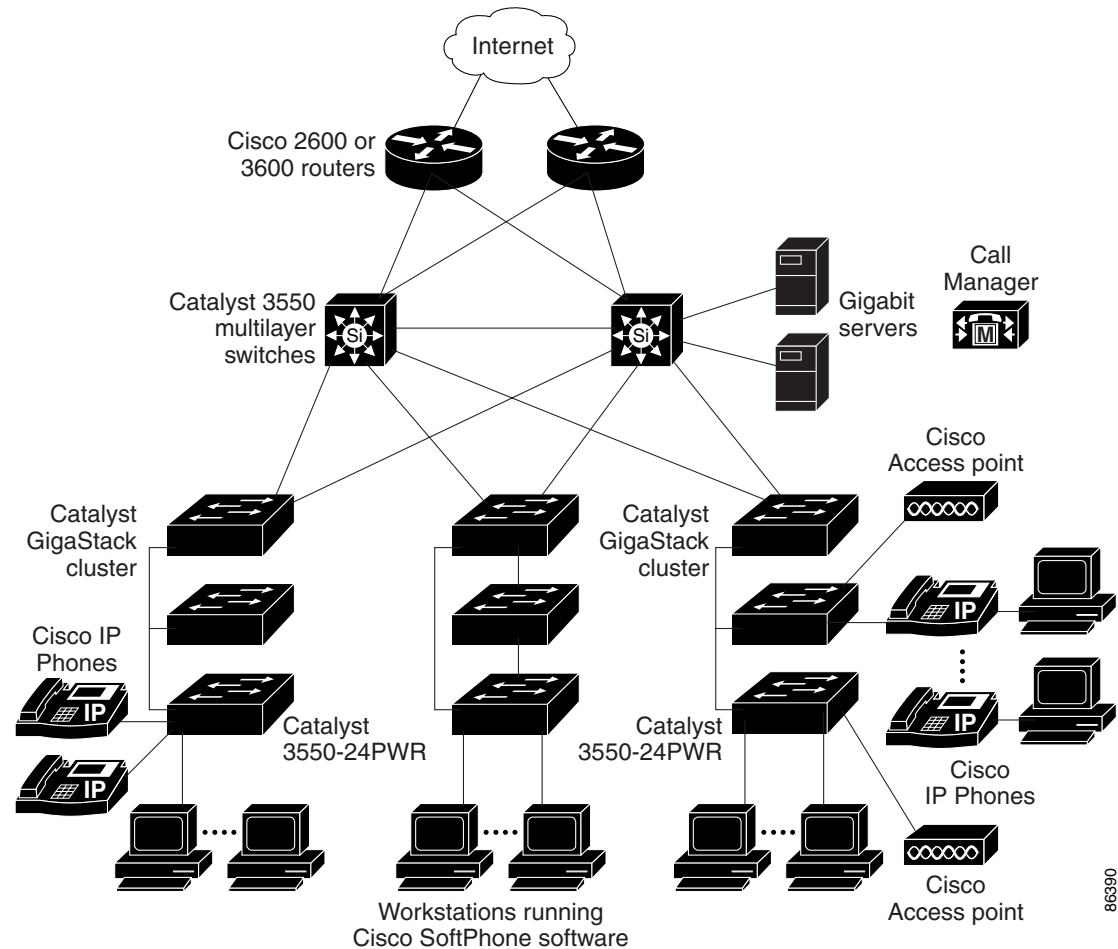 Internet
Cisco 2600 or
3600 routers
Catalyst 3550
multilayer
switches
Si
Si
Gigabit
servers
Call
Manager
M
Cisco
Access point
Catalyst
GigaStack
cluster
Catalyst
GigaStack
cluster
IP
Cisco IP
Phones
IP
IP
Catalyst
3550-24PWR
Catalyst
3550-24PWR
IP
Cisco
IP Phones
Workstations running
Cisco SoftPhone software
Cisco
Access point
86390